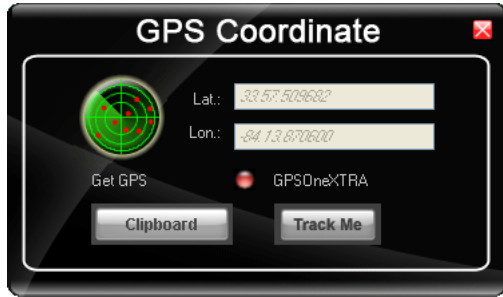 GPS Coordinate
Lat.: 33.57.509682
Lon.: -84.13.870600
Get GPS GPSOneXTRA
Clipboard Track Me